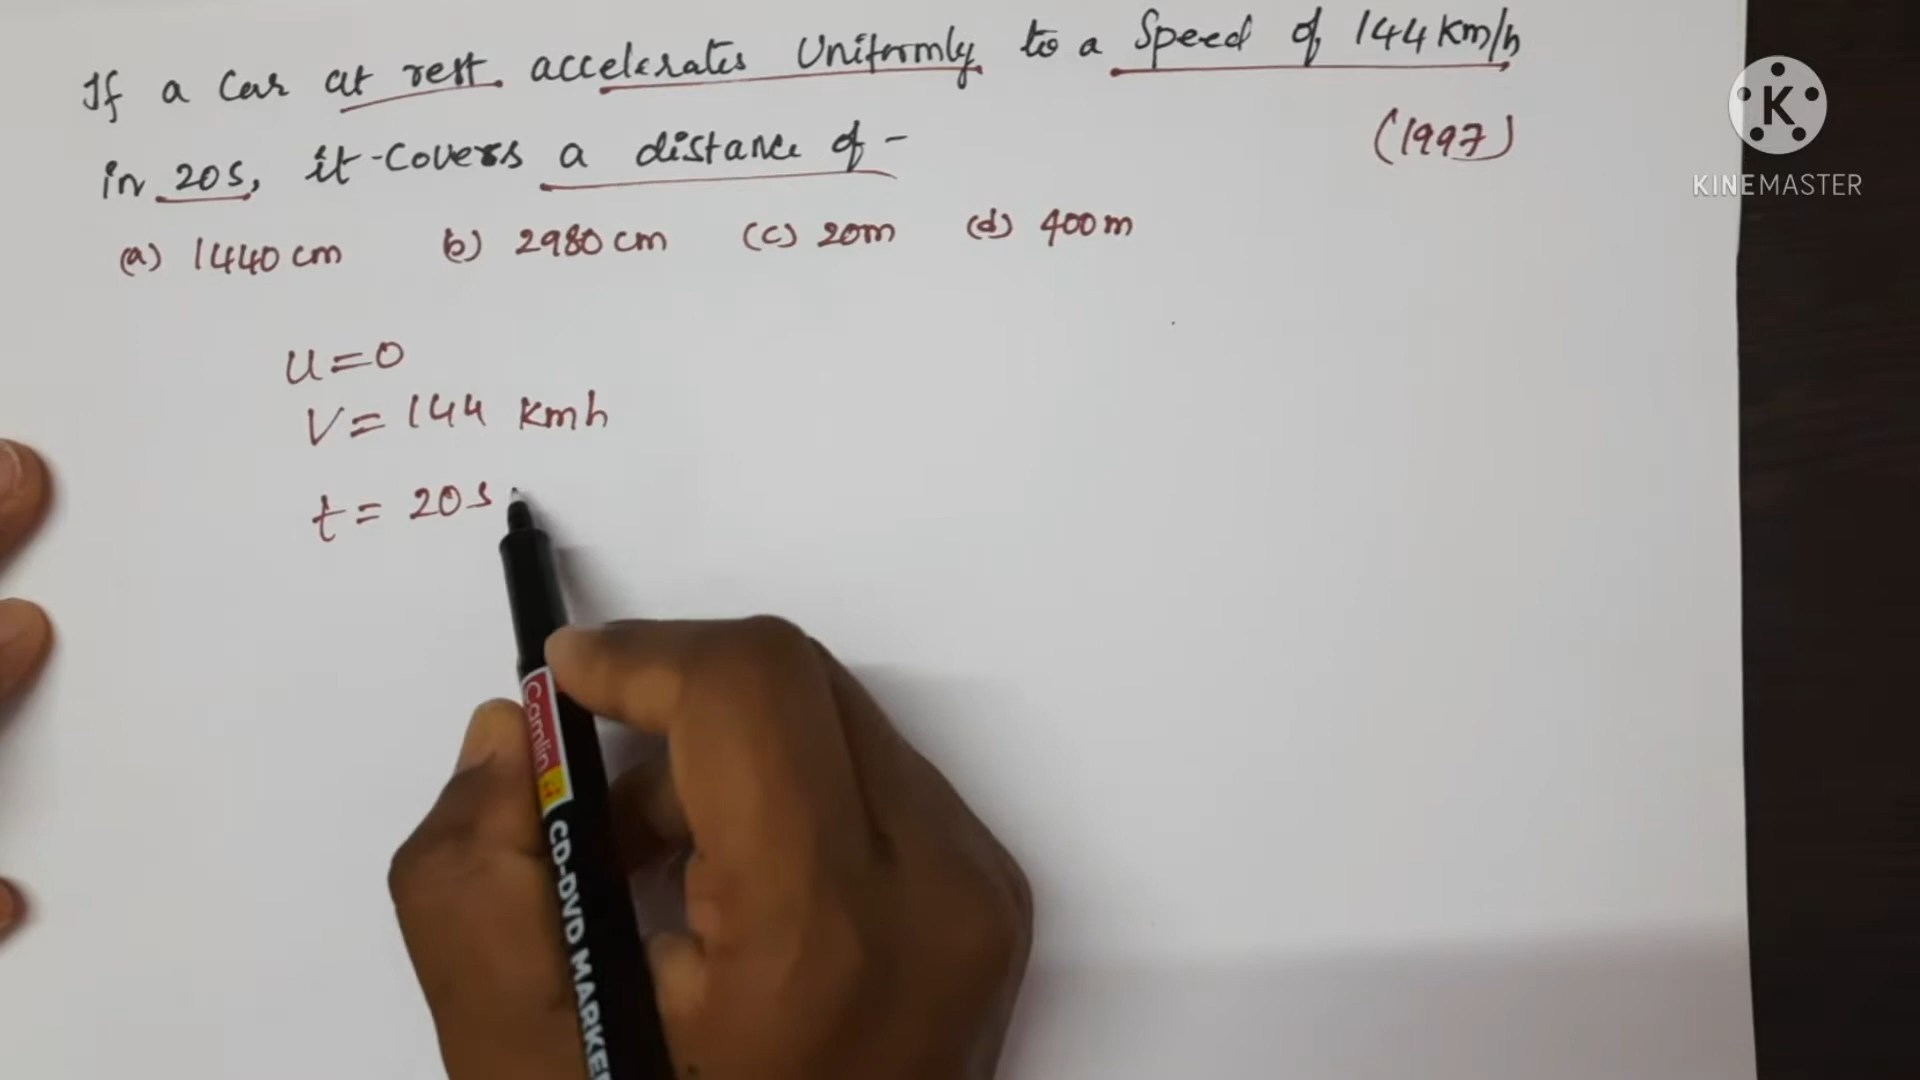 If a Car at rest accelerates Uniformly to a Speed of 144 Km/h
in 20s, it covers a distance of - (1997)
(a) 1440 cm (b) 2980 cm (c) 20m (d) 400 m
u=0
V= 144 Kmh
t= 20s
K
KINEMASTER
Camlin
CD-DVD MARKER